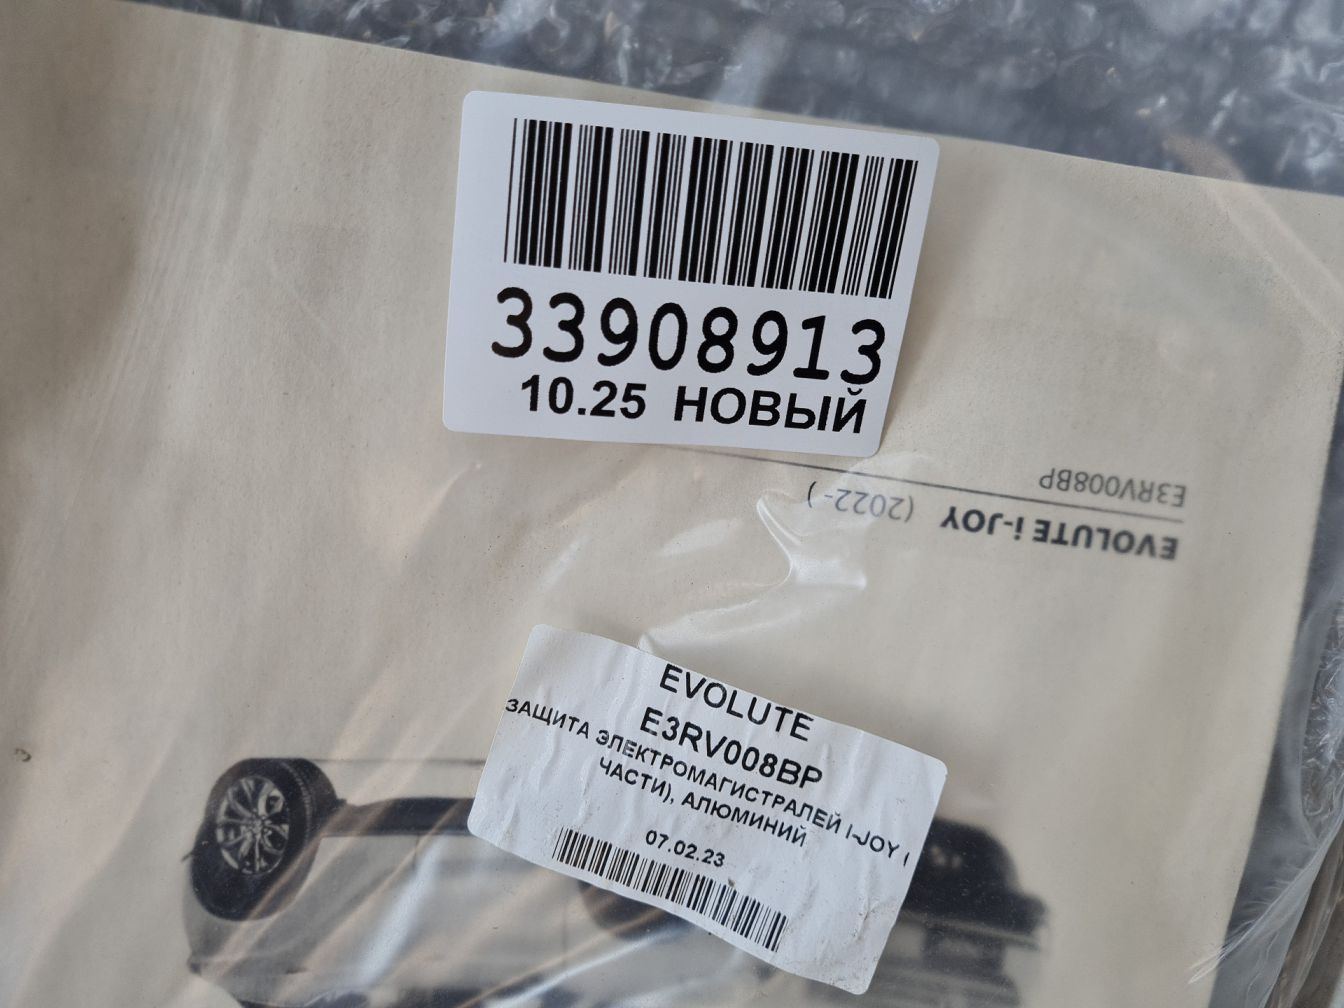 33908913
10.25 НОВЫЙ
E3RV008BP
EVOLUTE i-JOY (2022-)
EVOLUTE
E3RV008BP
ЗАЩИТА ЭЛЕКТРОМАГИСТРАЛЕЙ I-JOY (
ЧАСТИ), АЛЮМИНИЙ
07.02.23